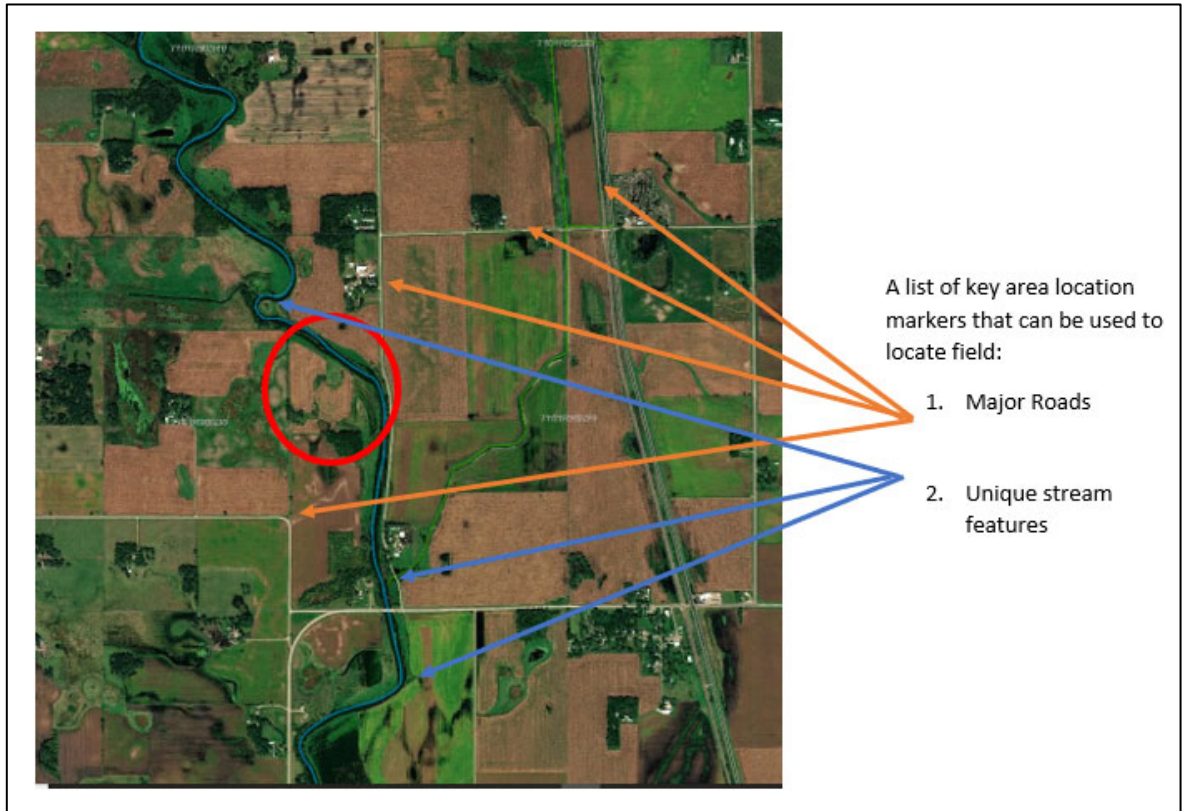 A list of key area location
markers that can be used to
locate field:
1. Major Roads
2. Unique stream
features